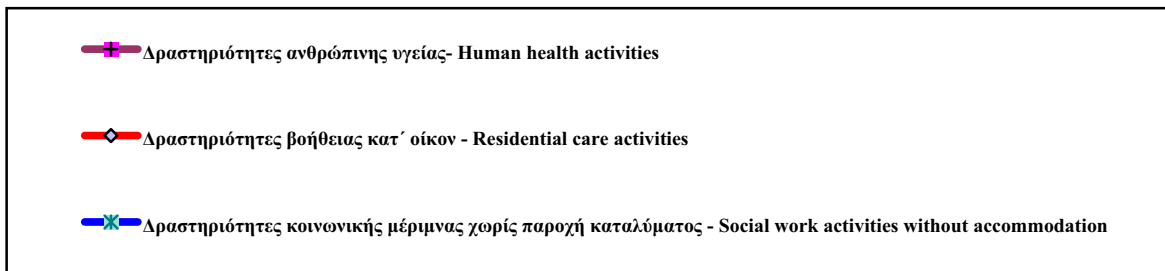 Δραστηριότητες ανθρώπινης υγείας- Human health activities
Δραστηριότητες βοήθειας κατ΄ οίκον - Residential care activities
Δραστηριότητες κοινωνικής μέριμνας χωρίς παροχή καταλύματος - Social work activities without accommodation